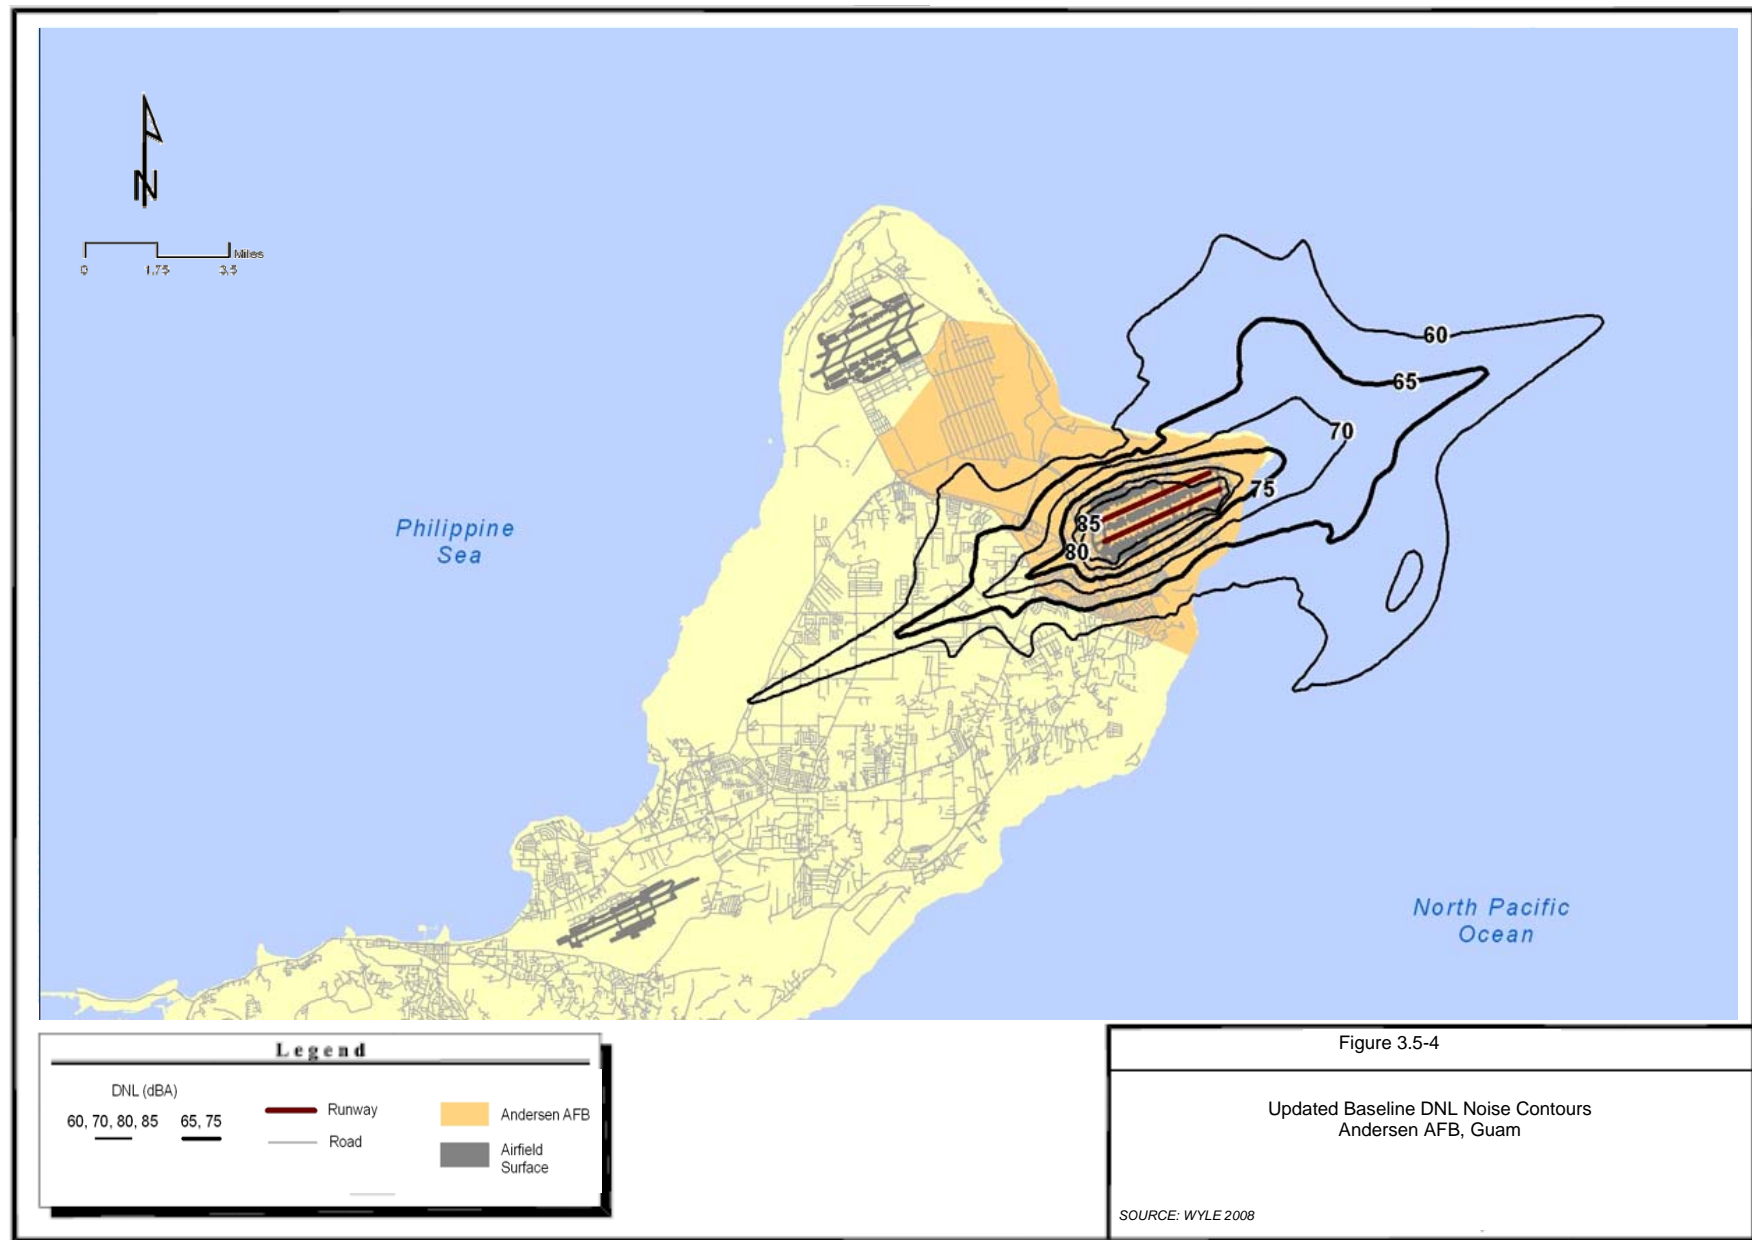 N
Miles
0 1.75 3.5
60
65
70
75
85
80
Philippine
Sea
North Pacific
Ocean
Legend
DNL (dBA)
60, 70, 80, 85 65, 75
Runway
Road
Andersen AFB
Airfield
Surface
Figure 3.5-4
Updated Baseline DNL Noise Contours
Andersen AFB, Guam
SOURCE: WYLE 2008